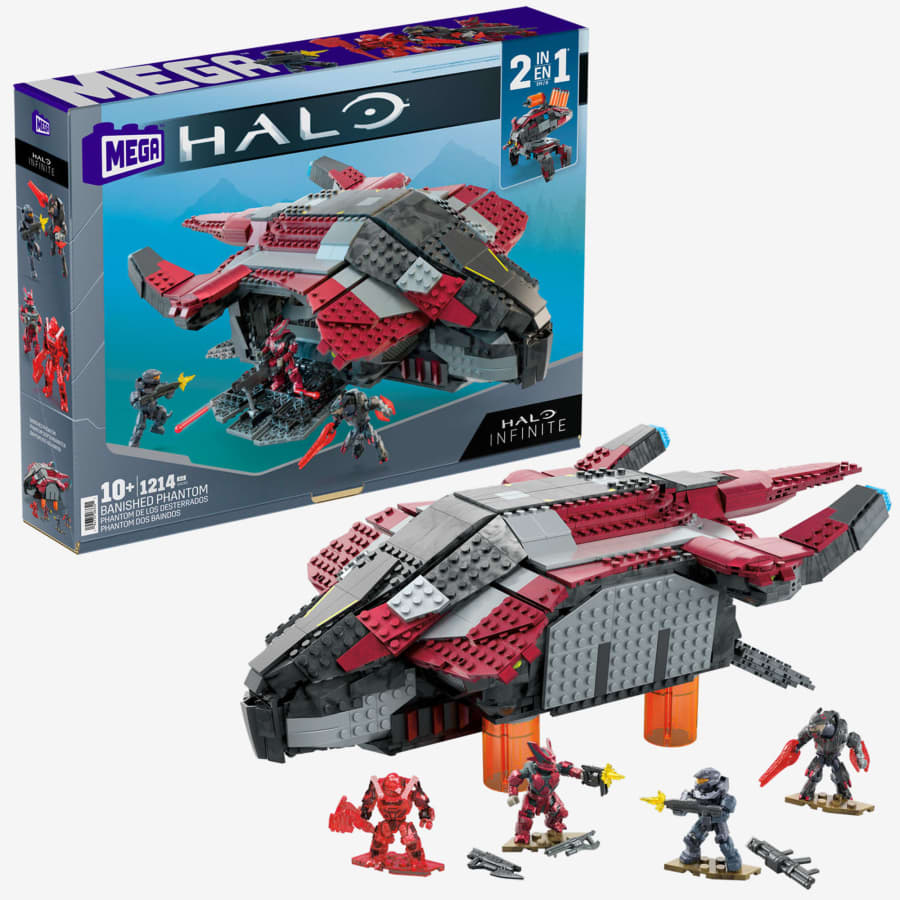 MEGA
2 IN 1
EN
MEGA
HALO
HALO
INFINITE
HALO
INFINITE
10+ 1214
BANISHED PHANTOM
PHANTOM DE LOS DESTERRADOS
PHANTOM DOS BANIDOS